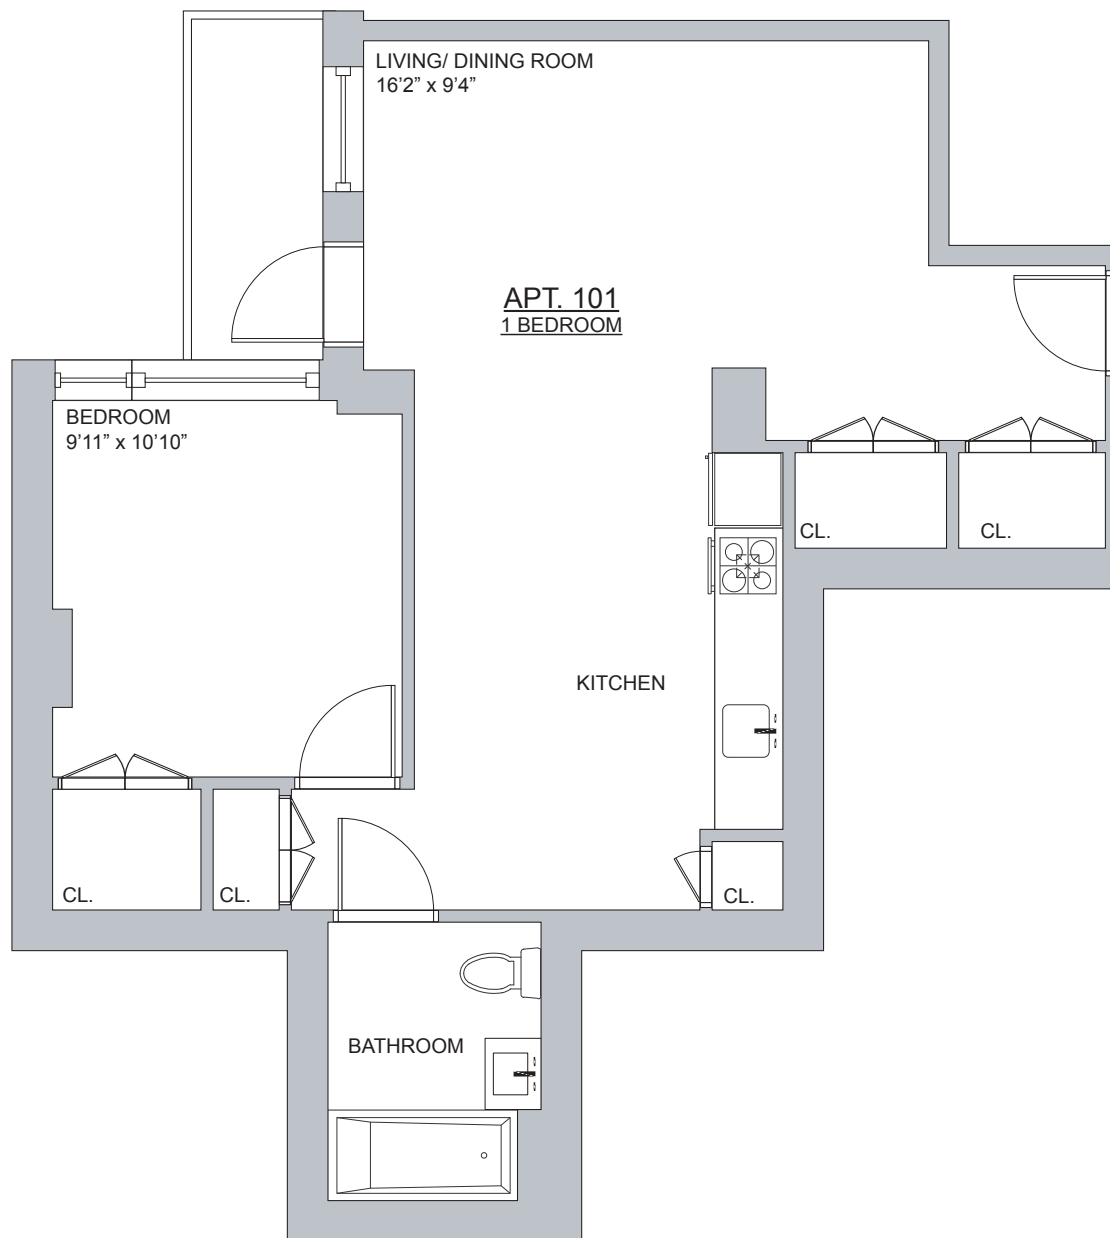 LIVING/ DINING ROOM
16’2” x 9’4”
APT. 101
1 BEDROOM
BEDROOM
9’11” x 10’10”
CL.
CL.
KITCHEN
CL.
CL.
CL.
BATHROOM